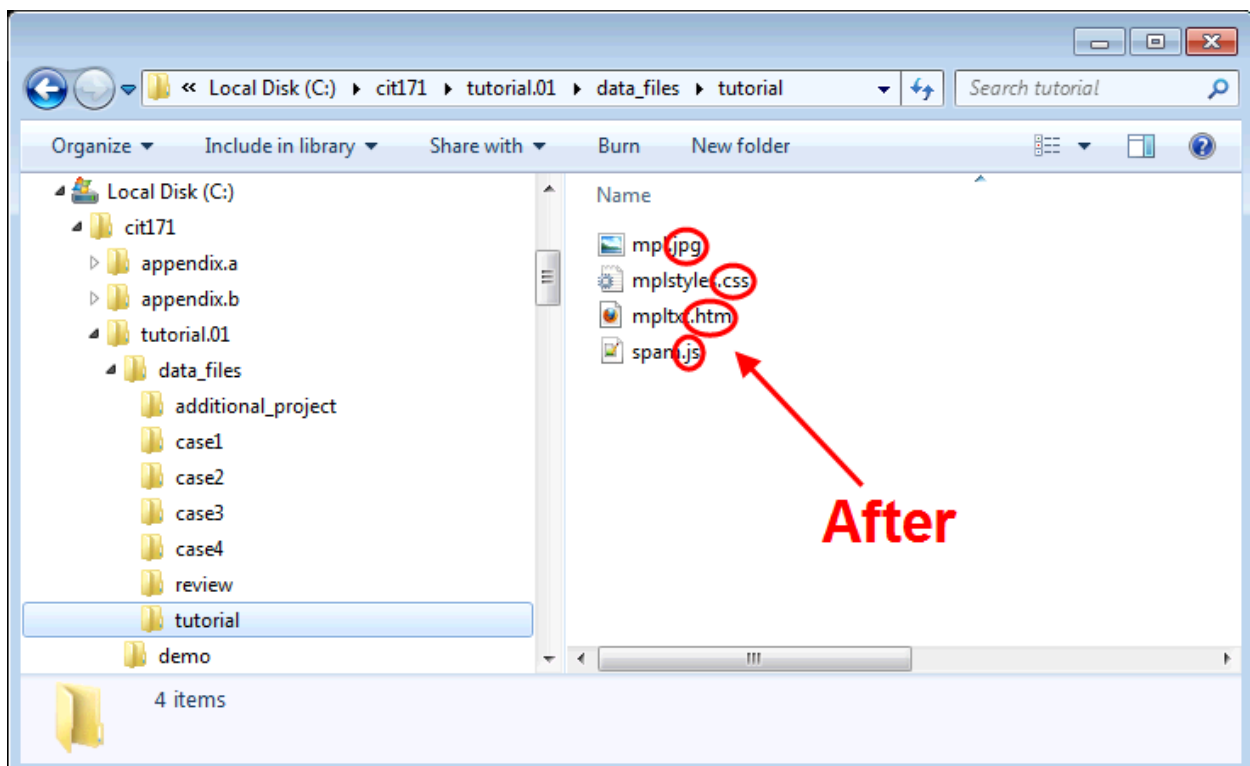 « Local Disk (C:) ▸ cit171 ▸ tutorial.01 ▸ data_files ▸ tutorial
Search tutorial
Organize Include in library Share with Burn New folder
Local Disk (C:)
cit171
appendix.a
appendix.b
tutorial.01
data_files
additional_project
case1
case2
case3
case4
review
tutorial
demo
Name
mpl.jpg
mplstyles.css
mpltxt.htm
spam.js
After
4 items